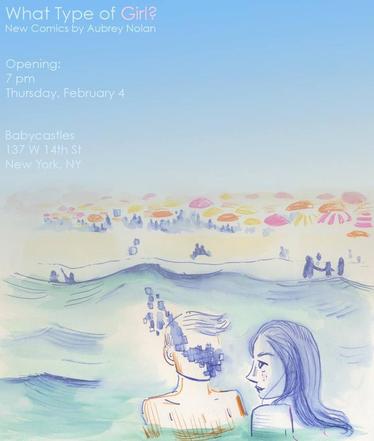 What Type of Girl?
New Comics by Aubrey Nolan
Opening:
7 pm
Thursday, February 4
Babycastles
137 W 14th St
New York, NY